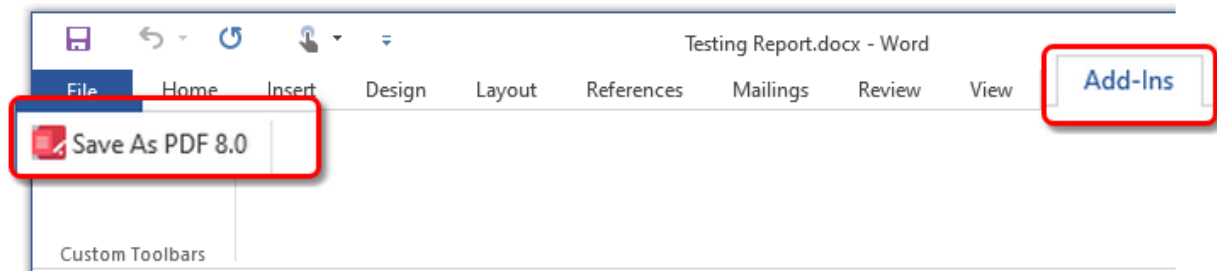 Testing Report.docx - Word
File Home Insert Design Layout References Mailings Review View Add-Ins
Save As PDF 8.0
Custom Toolbars